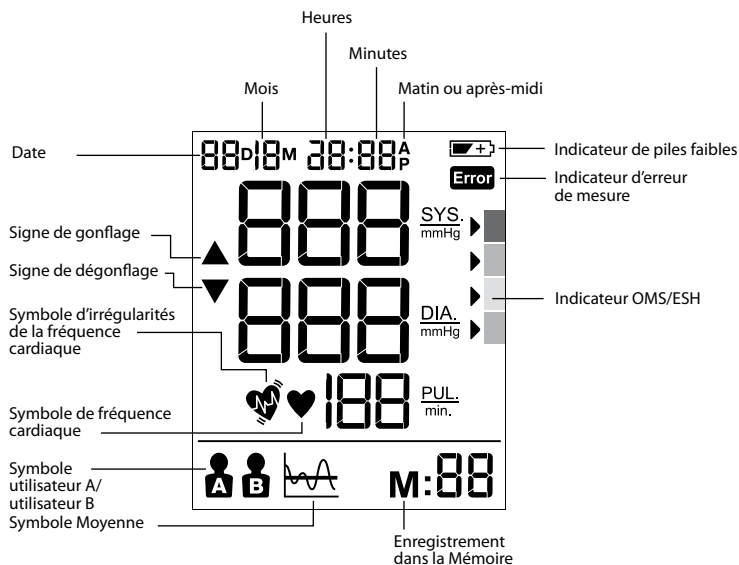 Heures
Minutes
Mois
Matin ou après-midi
Date
88D18M 28:88 A
P
Indicateur de piles faibles
Error
Indicateur d'erreur
de mesure
888
SYS.
mmHg
Signe de gonflage
Signe de dégonflage
888
DIA.
mmHg
Indicateur OMS/ESH
Symbole d'irrégularités
de la fréquence
cardiaque
188
PUL.
min.
Symbole de fréquence
cardiaque
Symbole
utilisateur A/
utilisateur B
A B
M:88
Symbole Moyenne
Enregistrement
dans la Mémoire